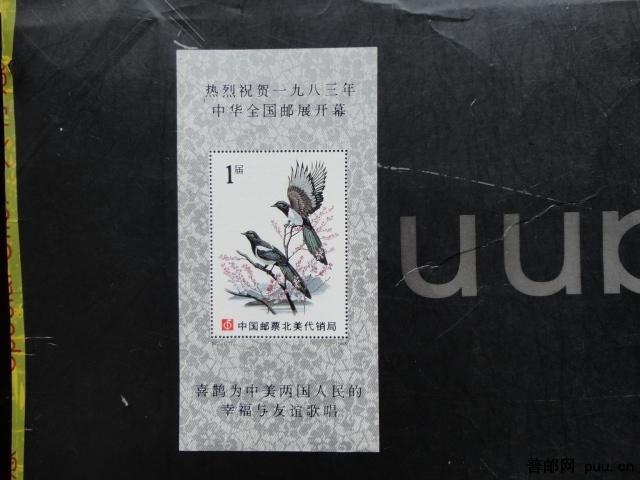 热烈祝贺一九八三年
中华全国邮展开幕
1届
中国邮票北美代销局
喜鹊为中美两国人民的
幸福与友谊歌唱
普邮网 puu.cn